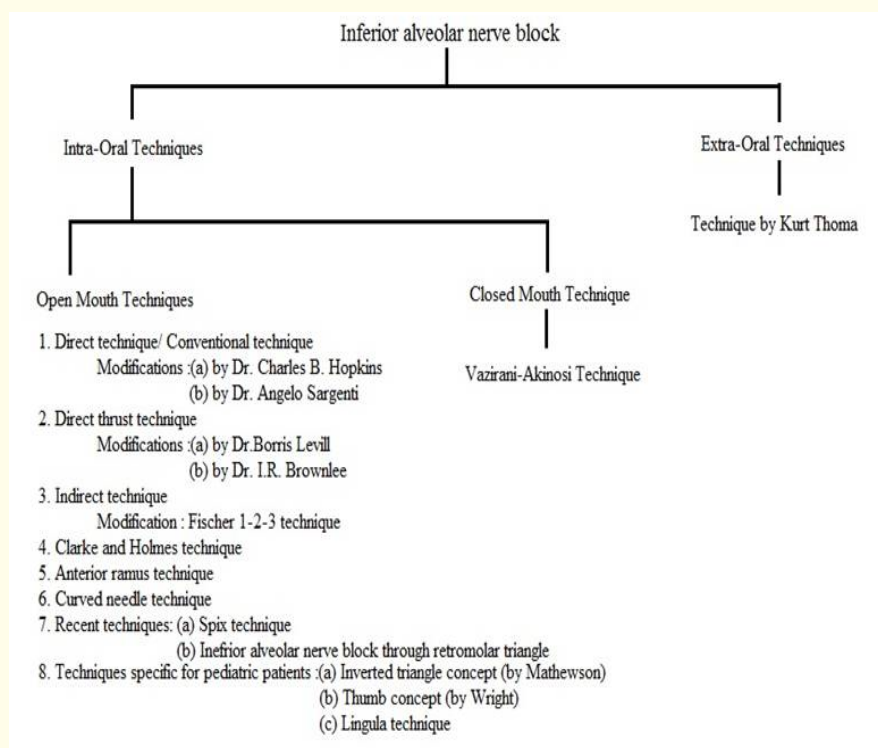 Inferior alveolar nerve block
Intra-Oral Techniques
Extra-Oral Techniques
Technique by Kurt Thoma
Open Mouth Techniques
Closed Mouth Technique
Vazirani-Akinosi Technique
1. Direct technique/ Conventional technique
Modifications :(a) by Dr. Charles B. Hopkins
(b) by Dr. Angelo Sargenti
2. Direct thrust technique
Modifications :(a) by Dr.Borris Levill
(b) by Dr. I.R. Brownlee
3. Indirect technique
Modification : Fischer 1-2-3 technique
4. Clarke and Holmes technique
5. Anterior ramus technique
6. Curved needle technique
7. Recent techniques: (a) Spix technique
(b) Inefrior alveolar nerve block through retromolar triangle
8. Techniques specific for pediatric patients :(a) Inverted triangle concept (by Mathewson)
(b) Thumb concept (by Wright)
(c) Lingula technique